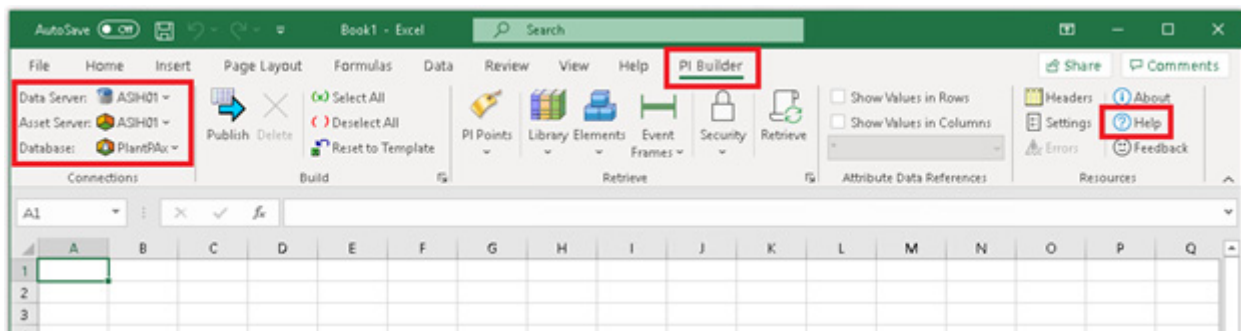 AutoSave Off Book1 - Excel Search
File Home Insert Page Layout Formulas Data Review View Help PI Builder Share Comments
Data Server: ASIH01
Asset Server: ASIH01
Database: PlantPAx
Connections
Publish Delete
(×) Select All
( ) Deselect All
Reset to Template
Build
PI Points Library Elements Event Frames Security Retrieve
Retrieve
Show Values in Rows
Show Values in Columns
Attribute Data References
Headers About
Settings Help
Errors Feedback
Resources
A1 fx
A B C D E F G H I J K L M N O P Q
1
2
3